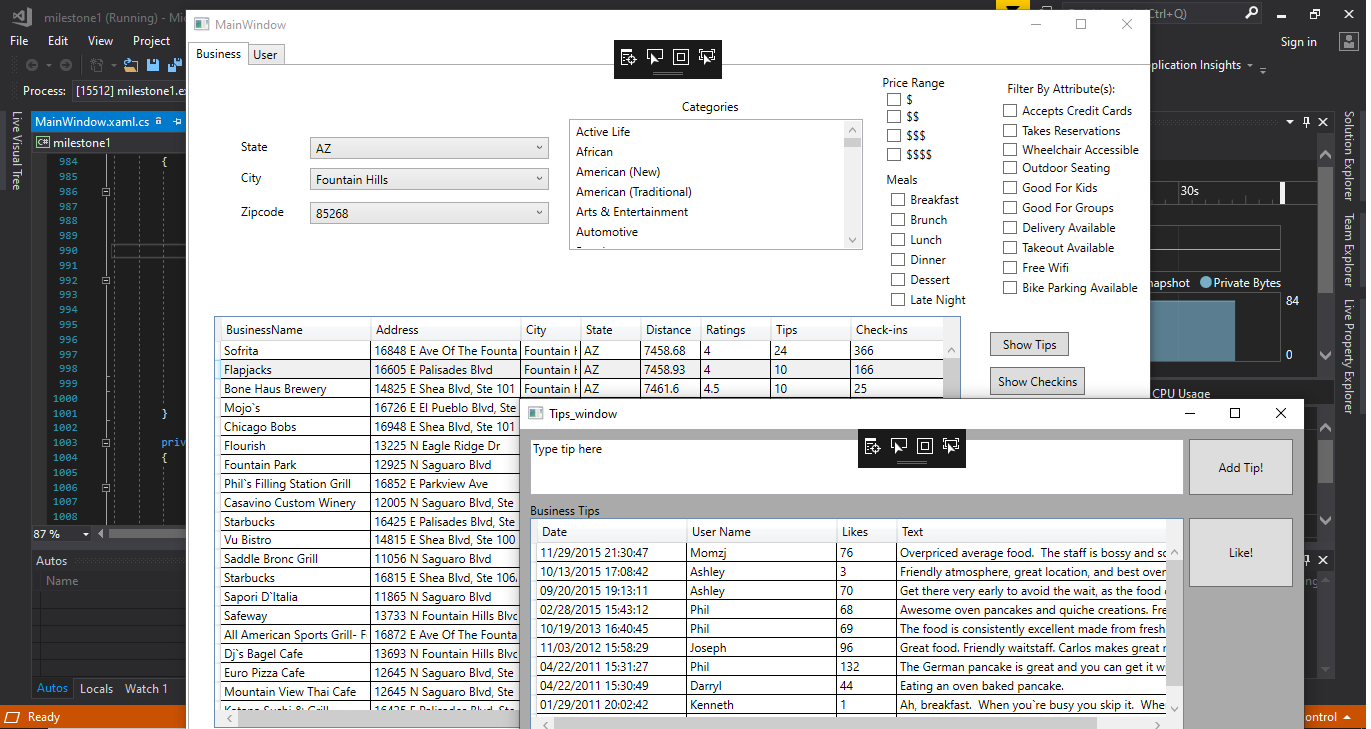 milestone1 (Running) - Mi
MainWindow
Ctrl+Q)
File Edit View Project
Sign in
Business User
pplication Insights
Process: [15512] milestone1.ex
Price Range
$
$$
$$$
$$$$
Filter By Attribute(s):
Accepts Credit Cards
Takes Reservations
Wheelchair Accessible
Outdoor Seating
Good For Kids
Good For Groups
Delivery Available
Takeout Available
Free Wifi
Bike Parking Available
Categories
Active Life
African
American (New)
American (Traditional)
Arts & Entertainment
Automotive
State AZ
City Fountain Hills
Zipcode 85268
Meals
Breakfast
Brunch
Lunch
Dinner
Dessert
Late Night
MainWindow.xaml.cs
milestone1
Live Visual Tree
Solution Explorer
Team Explorer
Live Property Explorer
984 {
985
986
987
988
989
990
991
992
993
994
995
996
997
998
999
1000
1001 }
1002
1003 priv
1004 {
1005
1006
1007
1008
87 %
30s
napshot Private Bytes
84
0
CPU Usage
BusinessName Address City State Distance Ratings Tips Check-ins
Sofrita 16848 E Ave Of The Founta Fountain H AZ 7458.68 4 24 366
Flapjacks 16605 E Palisades Blvd Fountain H AZ 7458.93 4 10 166
Bone Haus Brewery 14825 E Shea Blvd, Ste 101 Fountain H AZ 7461.6 4.5 10 25
Mojo`s 16726 E El Pueblo Blvd, Ste
Chicago Bobs 16948 E Shea Blvd, Ste 101
Flourish 13225 N Eagle Ridge Dr
Fountain Park 12925 N Saguaro Blvd
Phil`s Filling Station Grill 16852 E Parkview Ave
Casavino Custom Winery 12005 N Saguaro Blvd, Ste
Starbucks 16425 E Palisades Blvd, Ste
Vu Bistro 14815 E Shea Blvd, Ste 100
Saddle Bronc Grill 11056 N Saguaro Blvd
Starbucks 16815 E Shea Blvd, Ste 106,
Sapori D`Italia 11865 N Saguaro Blvd
Safeway 13733 N Fountain Hills Blvd
All American Sports Grill- F 16872 E Ave Of The Founta
Dj`s Bagel Cafe 13693 N Fountain Hills Blvd
Euro Pizza Cafe 12645 N Saguaro Blvd, Ste
Mountain View Thai Cafe 12645 N Saguaro Blvd, Ste
Show Tips
Show Checkins
Tips_window
Type tip here
Add Tip!
Business Tips
Like!
Date User Name Likes Text
11/29/2015 21:30:47 Momzj 76 Overpriced average food. The staff is bossy and sc
10/13/2015 17:08:42 Ashley 3 Friendly atmosphere, great location, and best over
09/20/2015 19:13:11 Ashley 70 Get there very early to avoid the wait, as the food
02/28/2015 15:43:12 Phil 68 Awesome oven pancakes and quiche creations. Fre
10/19/2013 16:40:45 Phil 69 The food is consistently excellent made from fresh
11/03/2012 15:58:29 Joseph 96 Great food. Friendly waitstaff. Carlos makes great r
04/22/2011 15:31:27 Phil 132 The German pancake is great and you can get it w
04/22/2011 15:30:49 Darryl 44 Eating an oven baked pancake.
01/29/2011 20:02:42 Kenneth 1 Ah, breakfast. When you`re busy you skip it. Whe
Autos
Name
Autos Locals Watch 1
Ready
ontrol